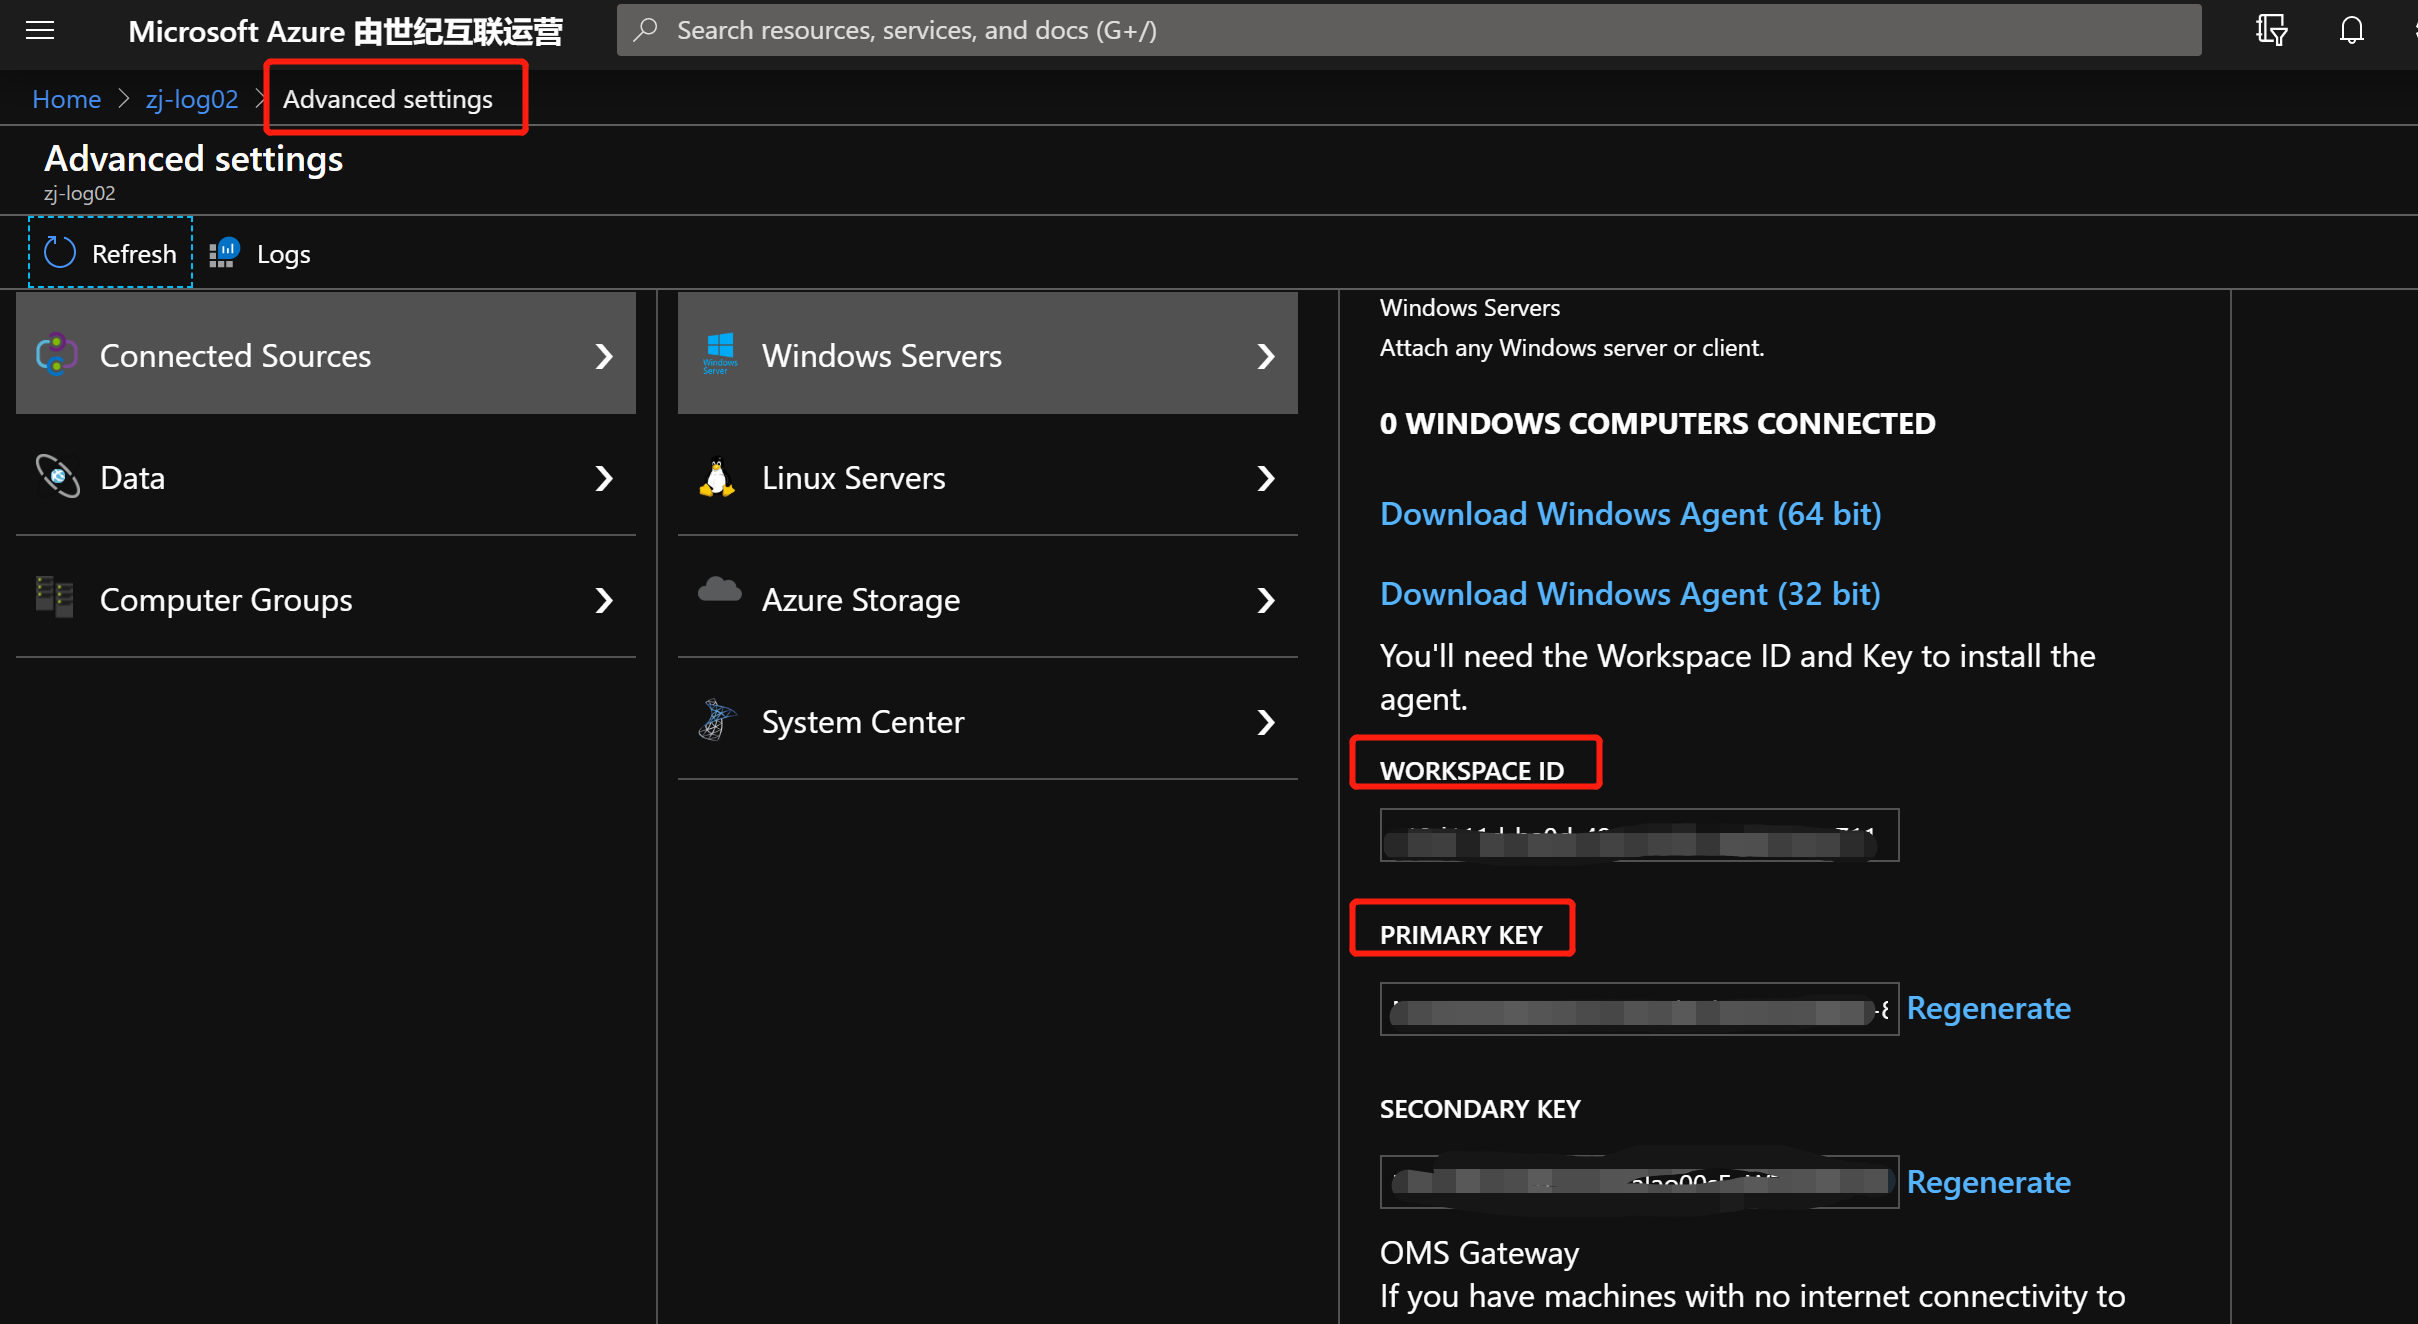 Microsoft Azure 由世纪互联运营
Search resources, services, and docs (G+/)
Home > zj-log02 > Advanced settings
Advanced settings
zj-log02
Refresh
Logs
Connected Sources
Data
Computer Groups
Windows Server
Windows Servers
Linux Servers
Azure Storage
System Center
Windows Servers
Attach any Windows server or client.
0 WINDOWS COMPUTERS CONNECTED
Download Windows Agent (64 bit)
Download Windows Agent (32 bit)
You'll need the Workspace ID and Key to install the
agent.
WORKSPACE ID
PRIMARY KEY
Regenerate
SECONDARY KEY
Regenerate
OMS Gateway
If you have machines with no internet connectivity to